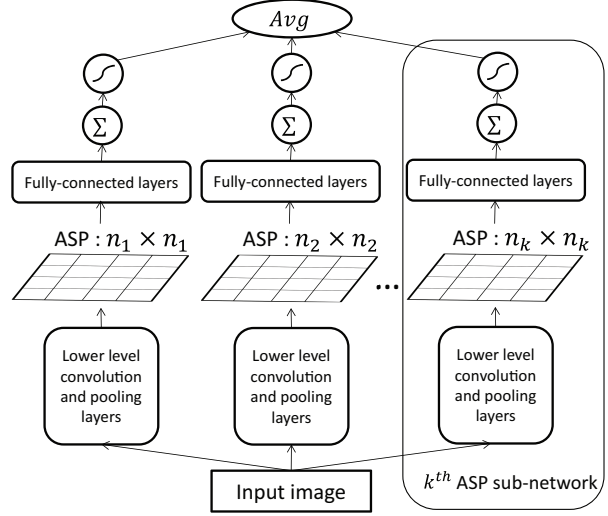 Avg
Σ Σ Σ
Fully-connected layers Fully-connected layers Fully-connected layers
ASP : n₁ × n₁ ASP : n₂ × n₂ ASP : nₖ × nₖ
...
Lower level
convolution
and pooling
layers
Lower level
convolution
and pooling
layers
Lower level
convolution
and pooling
layers
kᵗʰ ASP sub-network
Input image